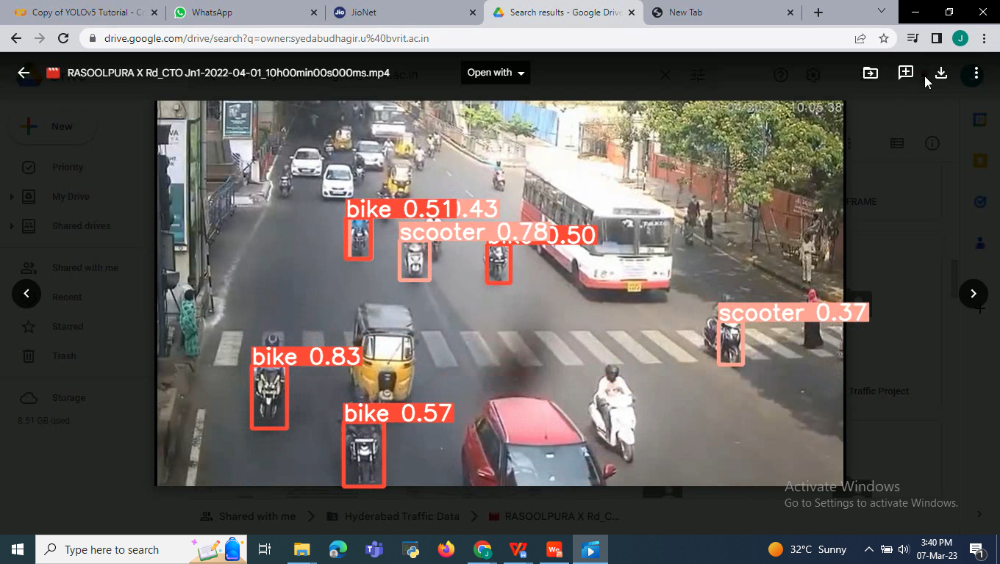 Copy of YOLOv5 Tutorial - Co
WhatsApp
JioNet
Search results - Google Drive
New Tab
drive.google.com/drive/search?q=owner:syedabudhagir.u%40bvrit.ac.in
J
RASOOLPURA X Rd_CTO Jn1-2022-04-01_10h00min00s000ms.mp4
ac.in
Open with
10:05:38
New
Priority
My Drive
Shared drives
Shared with me
Recent
Starred
Trash
Storage
8.51 GB used
FRAME
Traffic Project
bike 0.51
0.43
scooter 0.78
0.50
scooter 0.37
bike 0.83
bike 0.57
Activate Windows
Go to Settings to activate Windows.
Shared with me
Hyderabad Traffic Data
RASOOLPURA X Rd_C...
Type here to search
32°C Sunny
3:40 PM
07-Mar-23
1